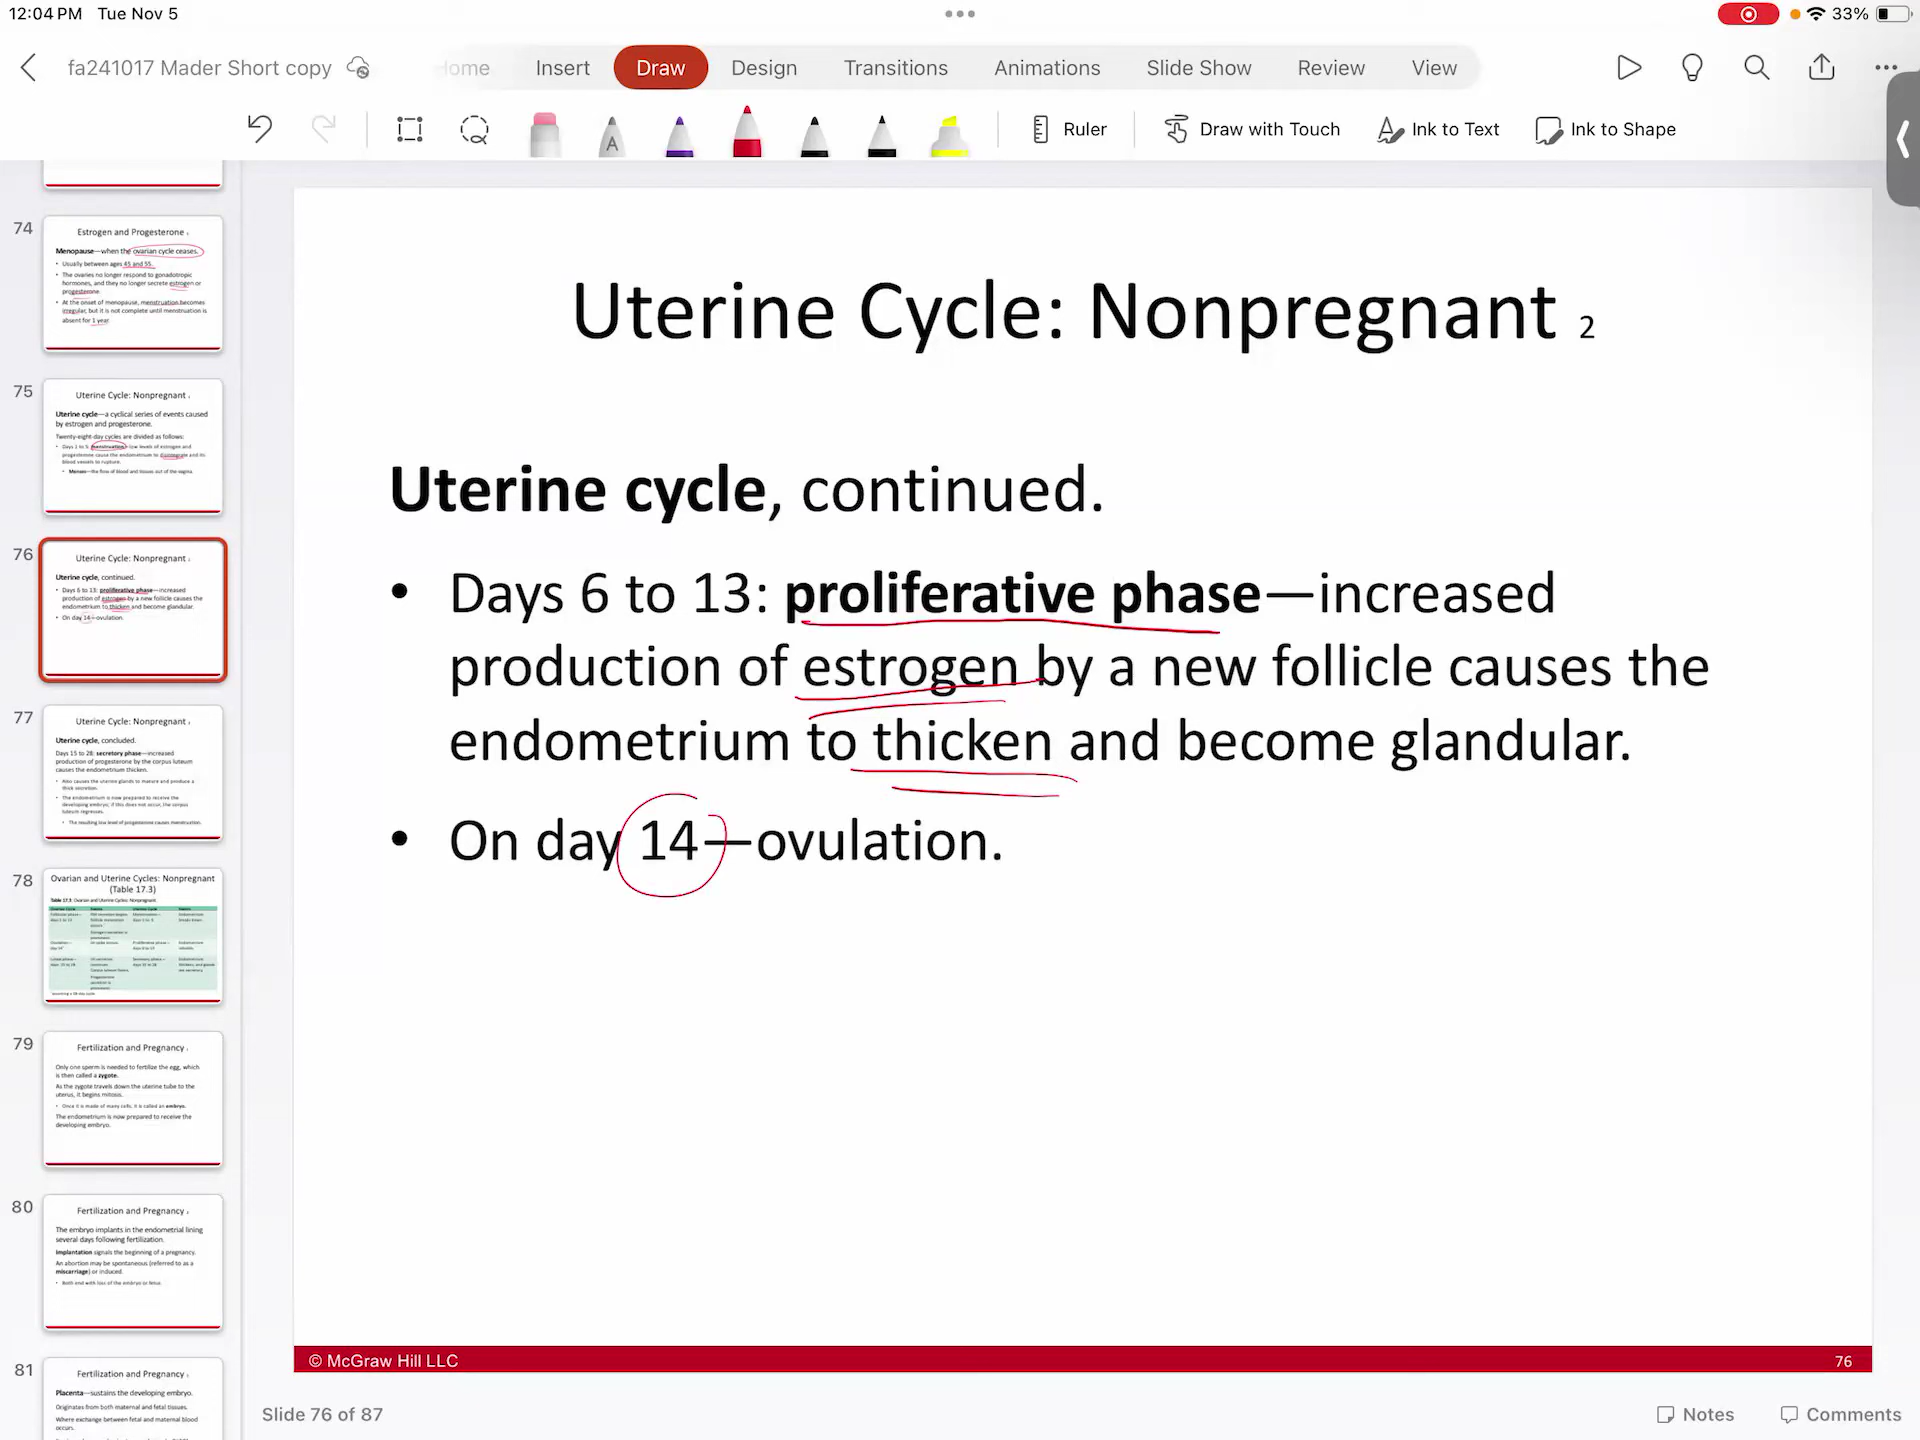 12:04 PM Tue Nov 5
33%
fa241017 Mader Short copy
Home Insert Draw Design Transitions Animations Slide Show Review View
A
Ruler Draw with Touch Ink to Text Ink to Shape
74
Estrogen and Progesterone
Menopause—when the ovarian cycle ceases.
• Usually between ages 45 and 55.
• The ovaries no longer respond to gonadotropic
hormones, and they no longer secrete estrogen or
progesterone.
• At the onset of menopause, menstruation becomes
irregular, but it is not complete until menstruation is
absent for 1 year.
75
Uterine Cycle: Nonpregnant
Uterine cycle—a cyclical series of events caused
by estrogen and progesterone.
Twenty-eight-day cycles are divided as follows:
• Days 1 to 5: menstruation—low levels of estrogen and
progesterone cause the endometrium to disintegrate and its
blood vessels to rupture.
• Menses—the flow of blood and tissues out of the vagina.
76
Uterine Cycle: Nonpregnant
Uterine cycle, continued.
• Days 6 to 13: proliferative phase—increased
production of estrogen by a new follicle causes the
endometrium to thicken and become glandular.
• On day 14—ovulation.
77
Uterine Cycle: Nonpregnant
Uterine cycle, concluded.
Days 15 to 28: secretory phase—increased
production of progesterone by the corpus luteum
causes the endometrium thicken.
• Also causes the uterine glands to mature and produce a
thick secretion.
• The endometrium is now prepared to receive the
developing embryo; if this does not occur, the corpus
luteum regresses.
• The resulting low level of progesterone causes menstruation.
78
Ovarian and Uterine Cycles: Nonpregnant
(Table 17.3)
79
Fertilization and Pregnancy
Only one sperm is needed to fertilize the egg, which
is then called a zygote.
As the zygote travels down the uterine tube to the
uterus, it begins mitosis.
• Once it is made of many cells, it is called an embryo.
The endometrium is now prepared to receive the
developing embryo.
80
Fertilization and Pregnancy
The embryo implants in the endometrial lining
several days following fertilization.
Implantation signals the beginning of a pregnancy.
An abortion may be spontaneous (referred to as a
miscarriage) or induced.
• Both end with loss of the embryo or fetus.
81
Fertilization and Pregnancy
Placenta—sustains the developing embryo.
Originates from both maternal and fetal tissues.
Where exchange between fetal and maternal blood
occurs.
Uterine Cycle: Nonpregnant 2
Uterine cycle, continued.
• Days 6 to 13: proliferative phase—increased
production of estrogen by a new follicle causes the
endometrium to thicken and become glandular.
• On day 14—ovulation.
© McGraw Hill LLC
76
Slide 76 of 87
Notes Comments